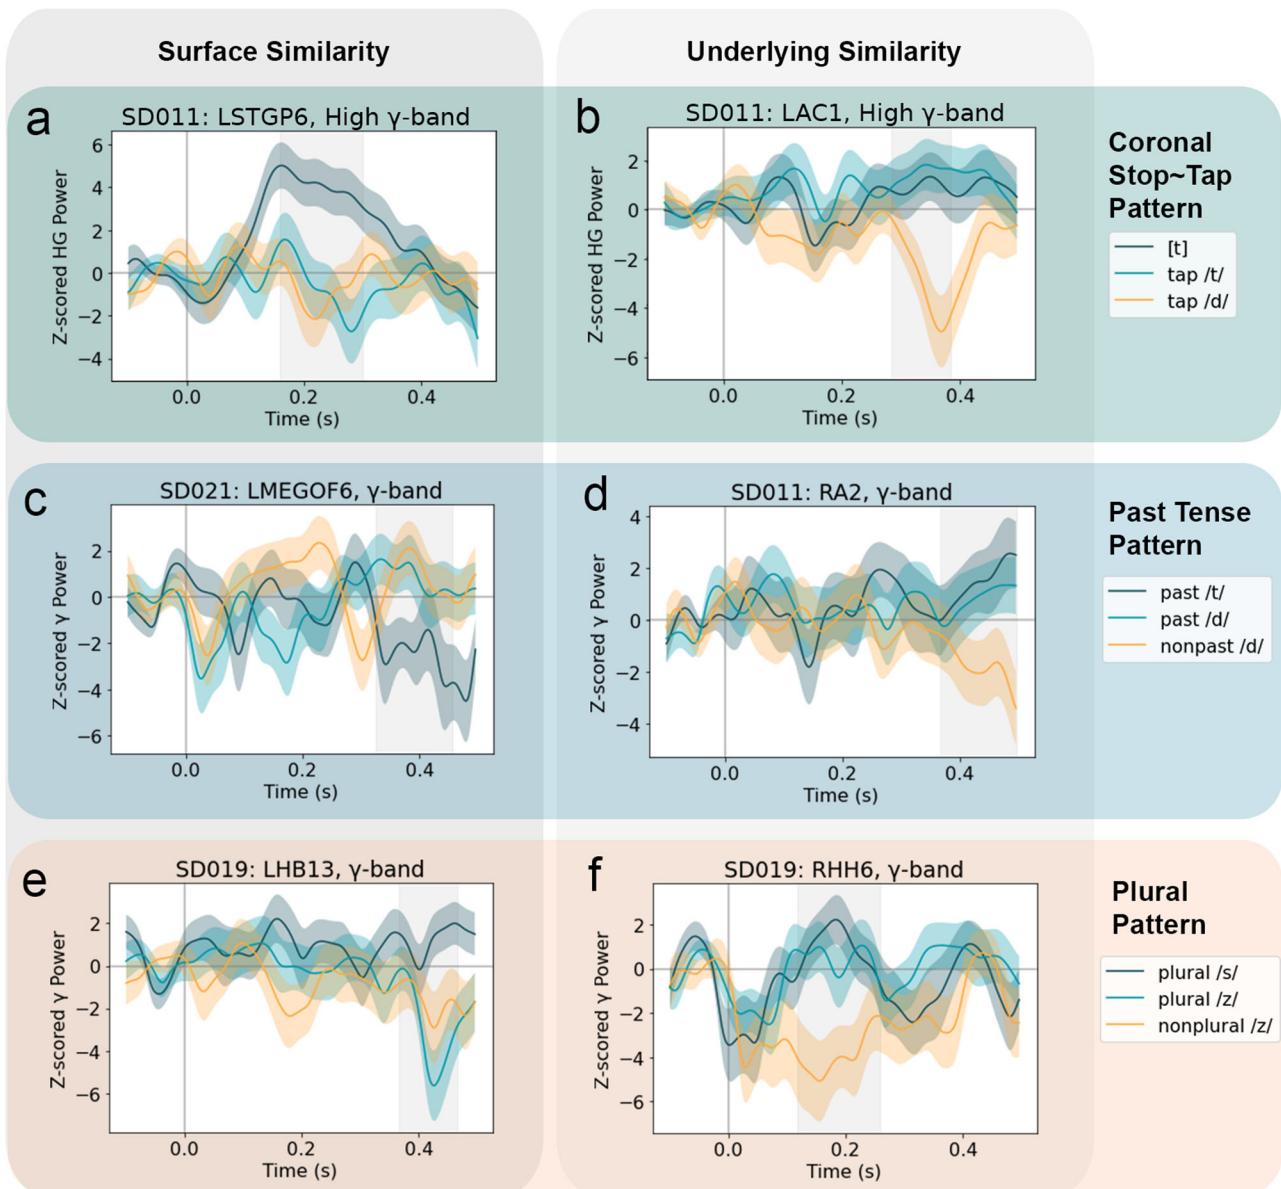 Surface Similarity
Underlying Similarity
a
SD011: LSTGP6, High γ-band
Z-scored HG Power
6
4
2
0
−2
−4
0.0
0.2
0.4
Time (s)
b
SD011: LAC1, High γ-band
Z-scored HG Power
2
0
−2
−4
−6
0.0
0.2
0.4
Time (s)
Coronal
Stop~Tap
Pattern
[t]
tap /t/
tap /d/
c
SD021: LMEGOF6, γ-band
Z-scored γ Power
2
0
−2
−4
−6
0.0
0.2
0.4
Time (s)
d
SD011: RA2, γ-band
Z-scored γ Power
4
2
0
−2
−4
0.0
0.2
0.4
Time (s)
Past Tense
Pattern
past /t/
past /d/
nonpast /d/
e
SD019: LHB13, γ-band
Z-scored γ Power
2
0
−2
−4
−6
0.0
0.2
0.4
Time (s)
f
SD019: RHH6, γ-band
Z-scored γ Power
2
0
−2
−4
−6
0.0
0.2
0.4
Time (s)
Plural
Pattern
plural /s/
plural /z/
nonplural /z/